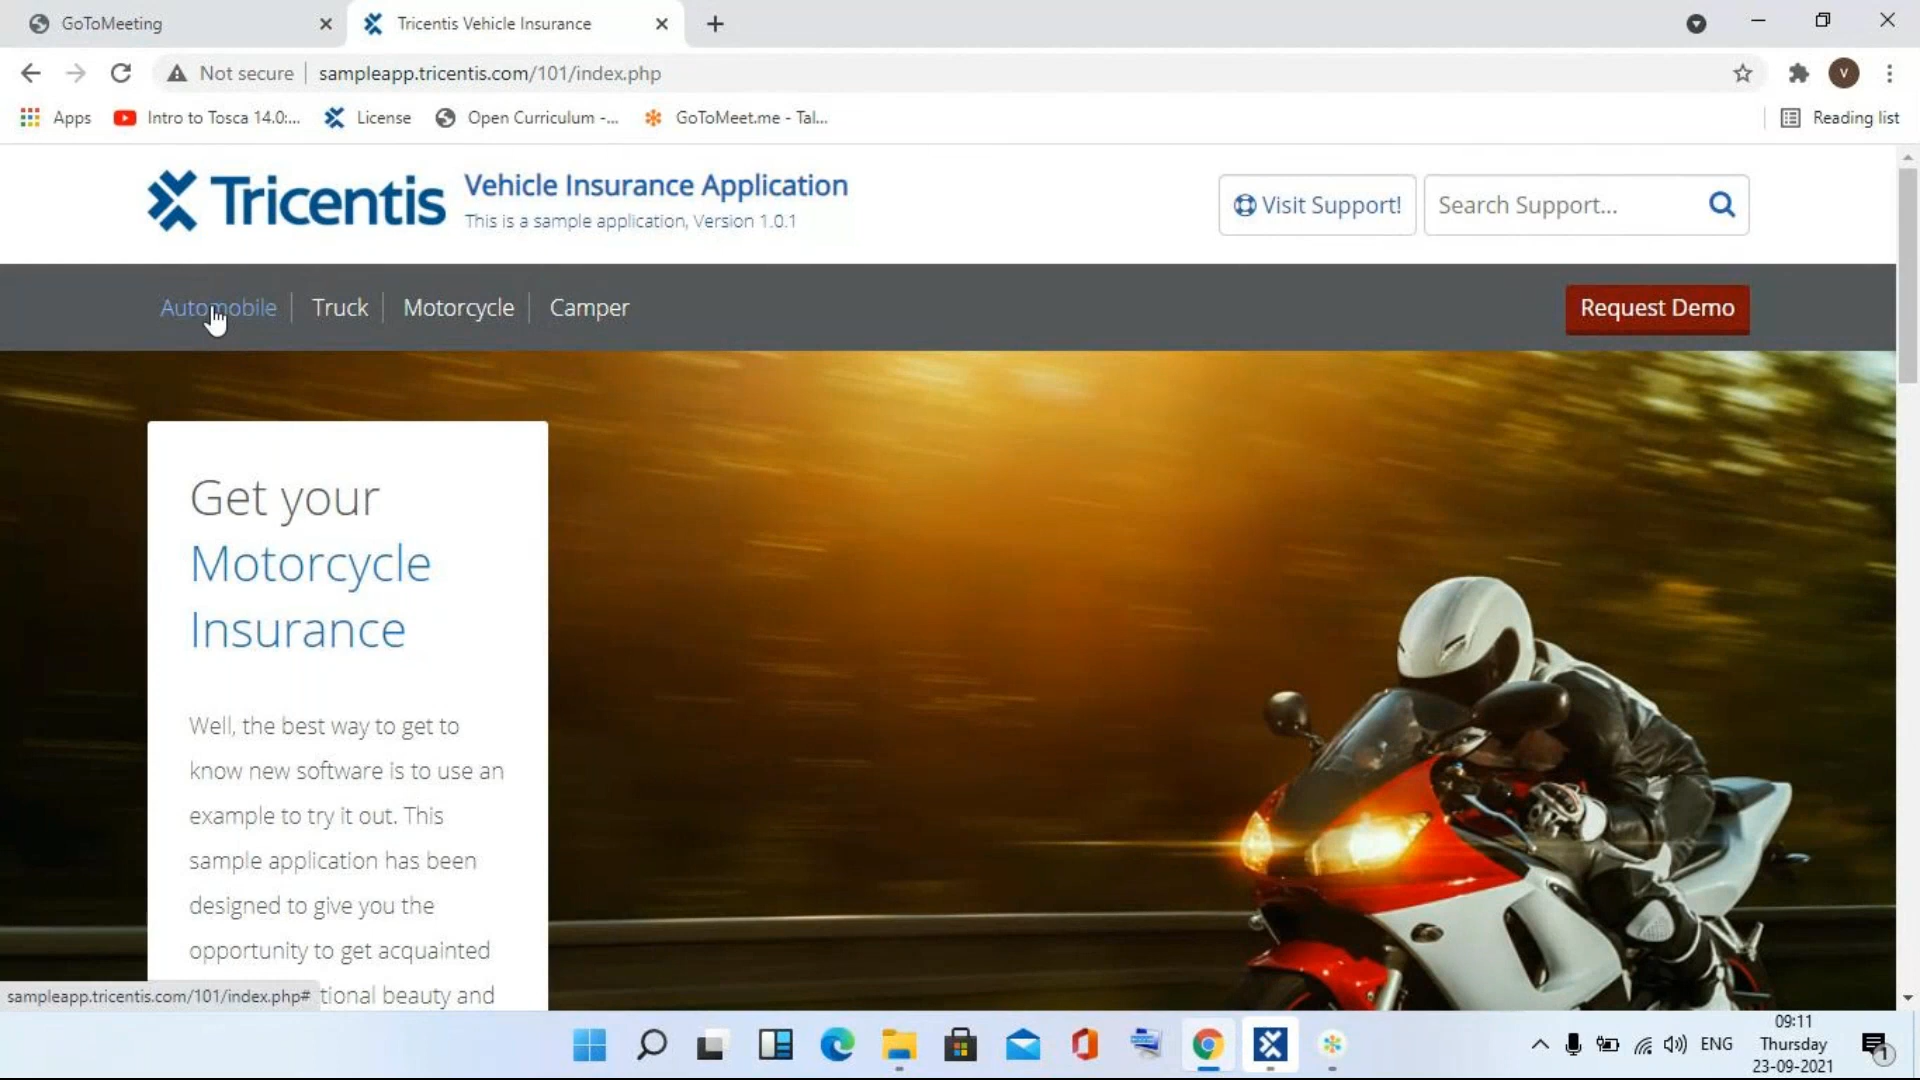 GoToMeeting
Tricentis Vehicle Insurance
Not secure
sampleapp.tricentis.com/101/index.php
V
Apps
Intro to Tosca 14.0:...
License
Open Curriculum -...
GoToMeet.me - Tal...
Reading list
Tricentis
Vehicle Insurance Application
This is a sample application, Version 1.0.1
Visit Support!
Search Support...
Automobile
Truck
Motorcycle
Camper
Request Demo
Get your
Motorcycle
Insurance
Well, the best way to get to
know new software is to use an
example to try it out. This
sample application has been
designed to give you the
opportunity to get acquainted
tional beauty and
sampleapp.tricentis.com/101/index.php#
ENG
09:11
Thursday
23-09-2021
1